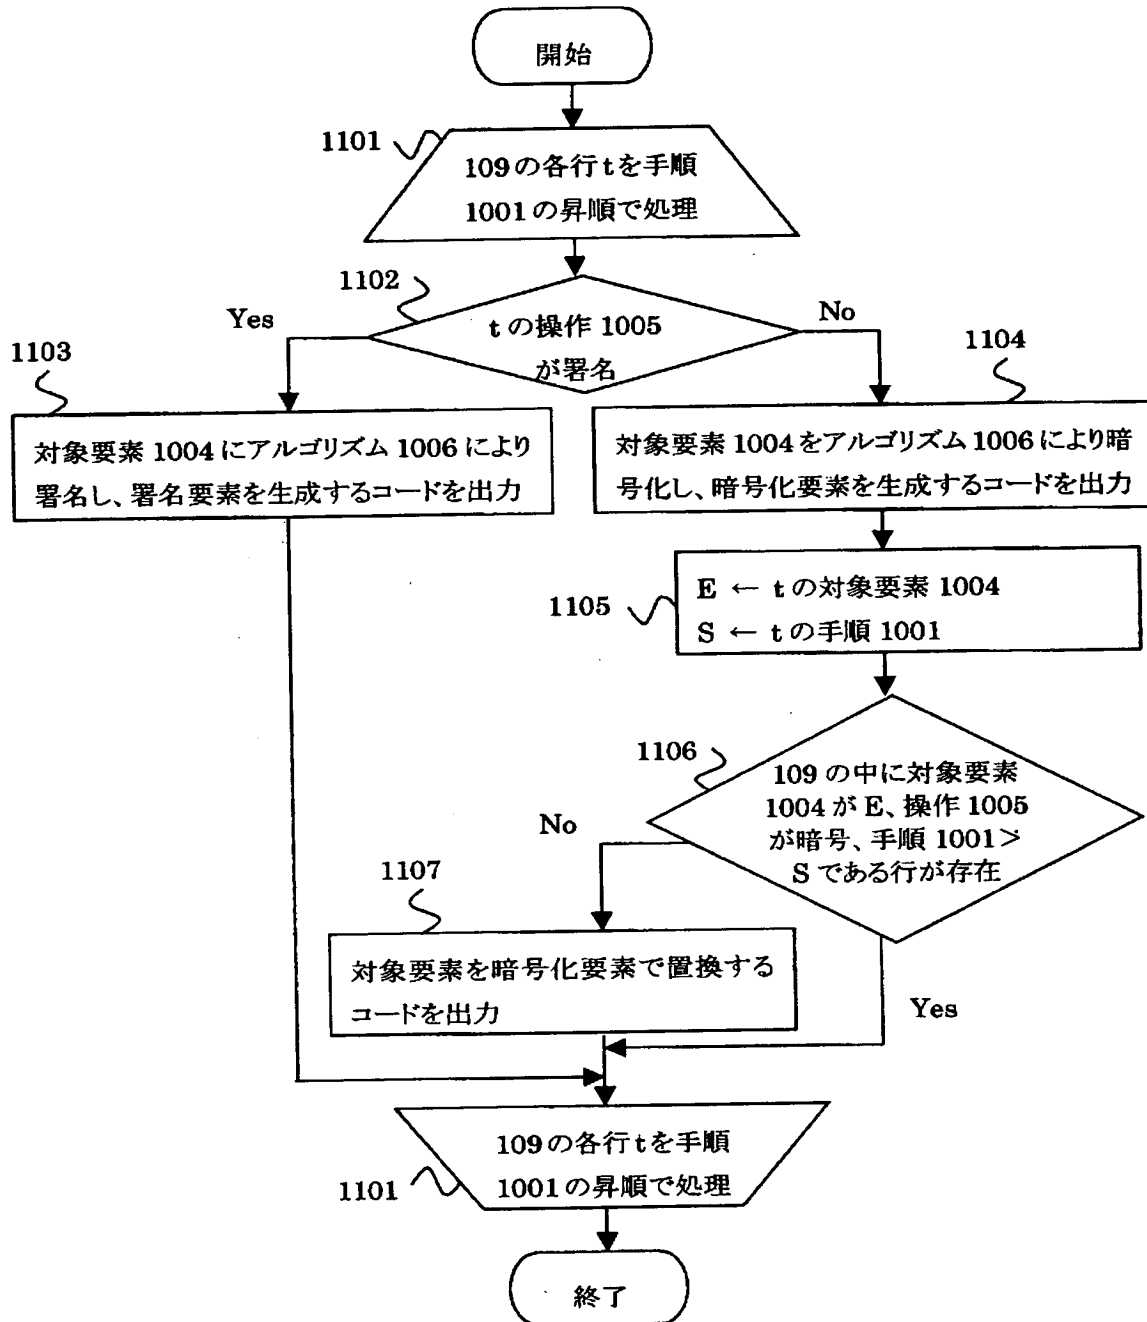 開始
1101
109の各行tを手順
1001の昇順で処理
1102
Yes
No
tの操作1005
が署名
1103
1104
対象要素1004にアルゴリズム1006により
署名し、署名要素を生成するコードを出力
対象要素1004をアルゴリズム1006により暗
号化し、暗号化要素を生成するコードを出力
1105
E ← tの対象要素1004
S ← tの手順1001
1106
109の中に対象要素
1004がE、操作1005
が暗号、手順1001>
Sである行が存在
No
1107
対象要素を暗号化要素で置換する
コードを出力
Yes
109の各行tを手順
1001の昇順で処理
1101
終了